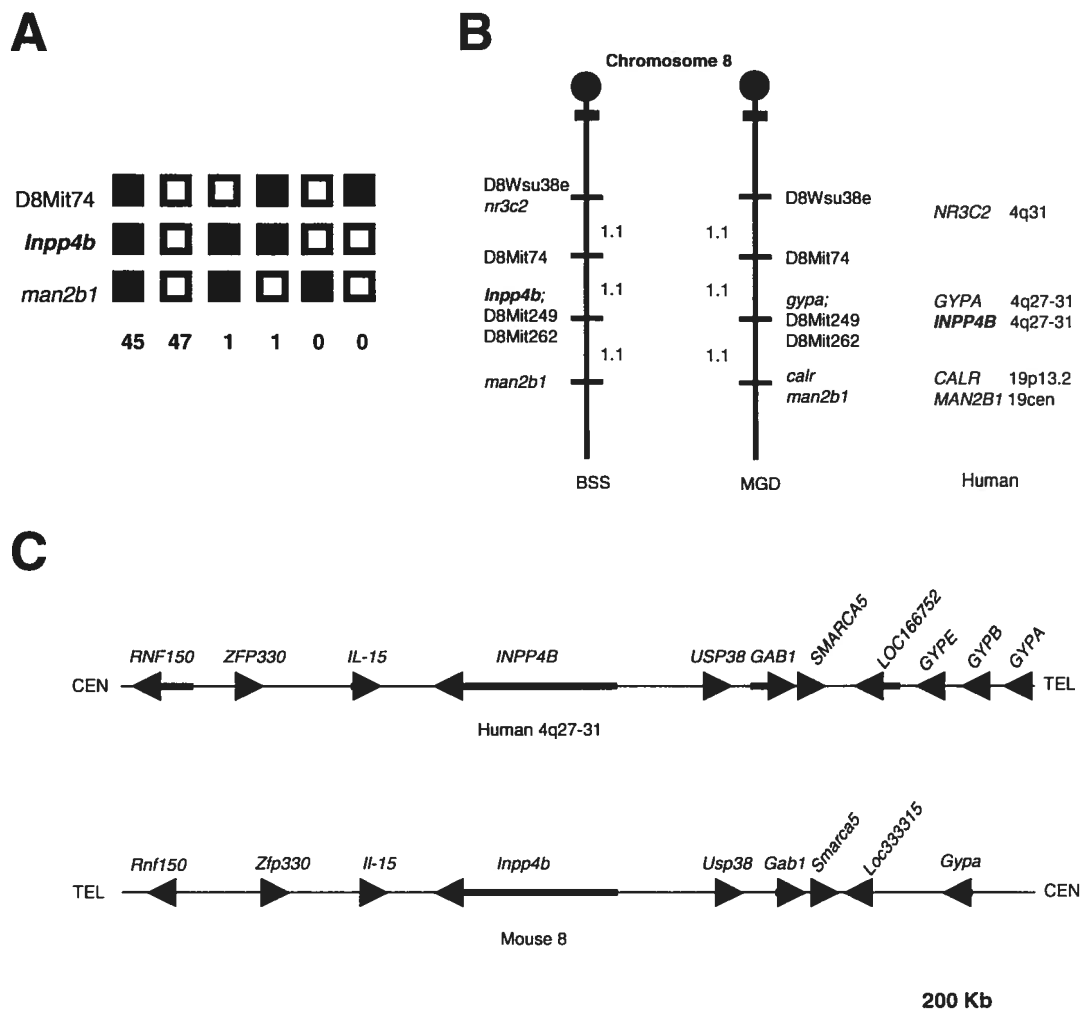 A
D8Mit74
Inpp4b
man2b1
45 47 1 1 0 0
B
Chromosome 8
D8Wsu38e
nr3c2
1.1
D8Mit74
Inpp4b;
1.1
D8Mit249
D8Mit262
1.1
man2b1
BSS
D8Wsu38e
1.1
D8Mit74
gypa;
1.1
D8Mit249
D8Mit262
1.1
calr
man2b1
MGD
NR3C2 4q31
GYPA 4q27-31
INPP4B 4q27-31
CALR 19p13.2
MAN2B1 19cen
Human
C
RNF150 ZFP330 IL-15 INPP4B USP38 GAB1 SMARCA5 LOC166752 GYPE GYPB GYPA
CEN TEL
Human 4q27-31
Rnf150 Zfp330 Il-15 Inpp4b Usp38 Gab1 Smarca5 Loc333315 Gypa
TEL CEN
Mouse 8
200 Kb